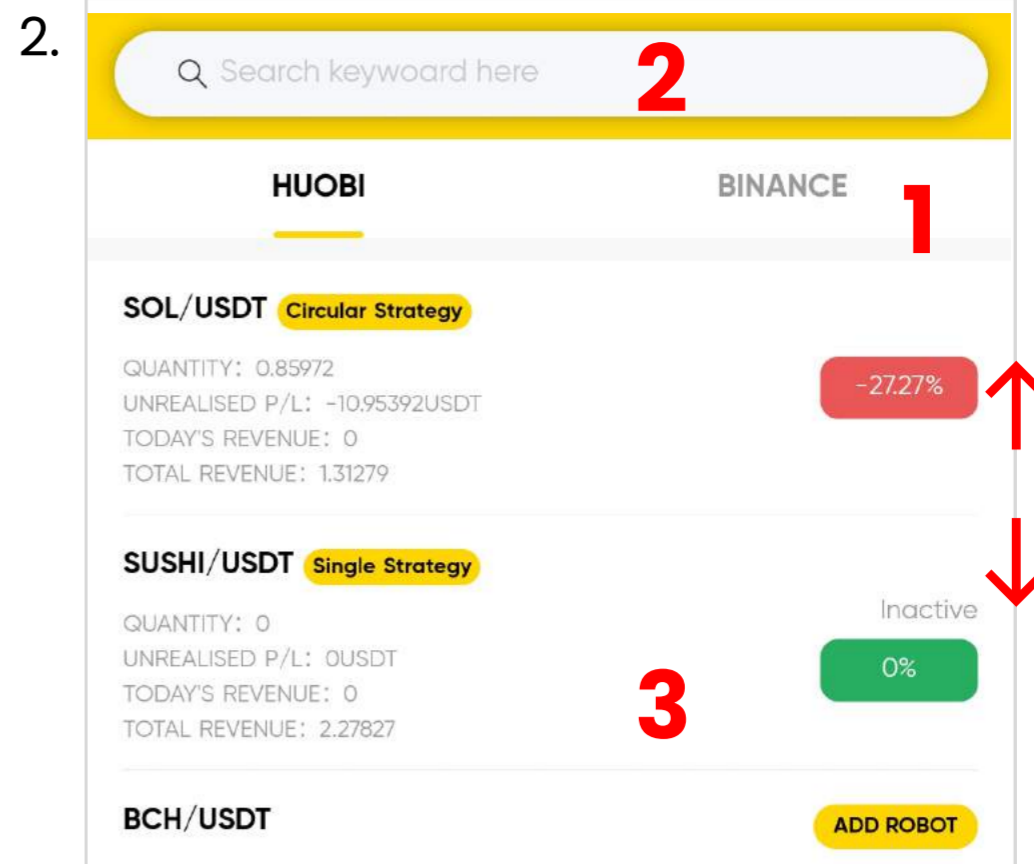 2.
Search keywoard here
2
HUOBI
BINANCE
1
SOL/USDT Circular Strategy
QUANTITY: 0.85972
-27.27%
UNREALISED P/L: -10.95392USDT
TODAY'S REVENUE: 0
TOTAL REVENUE: 1.31279
SUSHI/USDT Single Strategy
Inactive
QUANTITY: 0
UNREALISED P/L: 0USDT
0%
TODAY'S REVENUE: 0
3
TOTAL REVENUE: 2.27827
BCH/USDT
ADD ROBOT